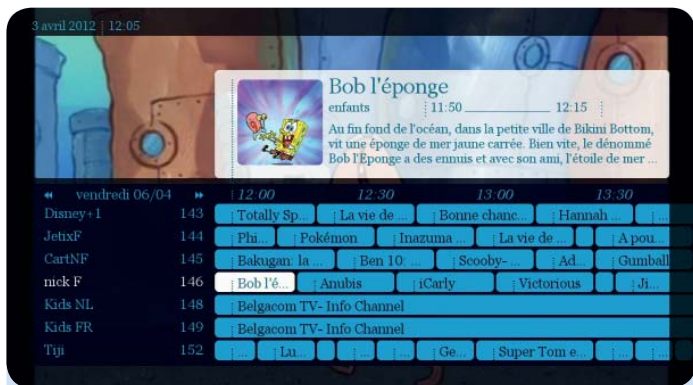 3 avril 2012 12:05
Bob l'éponge
enfants 11:50 12:15
Au fin fond de l'océan, dans la petite ville de Bikini Bottom,
vit une éponge de mer jaune carrée. Bien vite, le dénommé
Bob l'Eponge a des ennuis et avec son ami, l'étoile de mer ...
vendredi 06/04 12:00 12:30 13:00 13:30
Disney+1 143 Totally Sp... La vie de ... Bonne chanc... Hannah ... ...
JetixF 144 Phi... Pokémon Inazuma ... La vie de ... A pou...
CartNF 145 Bakugan: la ... Ben 10: ... Scooby-... Ad... Gumball
nick F 146 Bob l'é... Anubis iCarly Victorious Ji...
Kids NL 148 Belgacom TV- Info Channel
Kids FR 149 Belgacom TV- Info Channel
Tiji 152 ... Lu... ... ... Ge... Super Tom e... ... ...